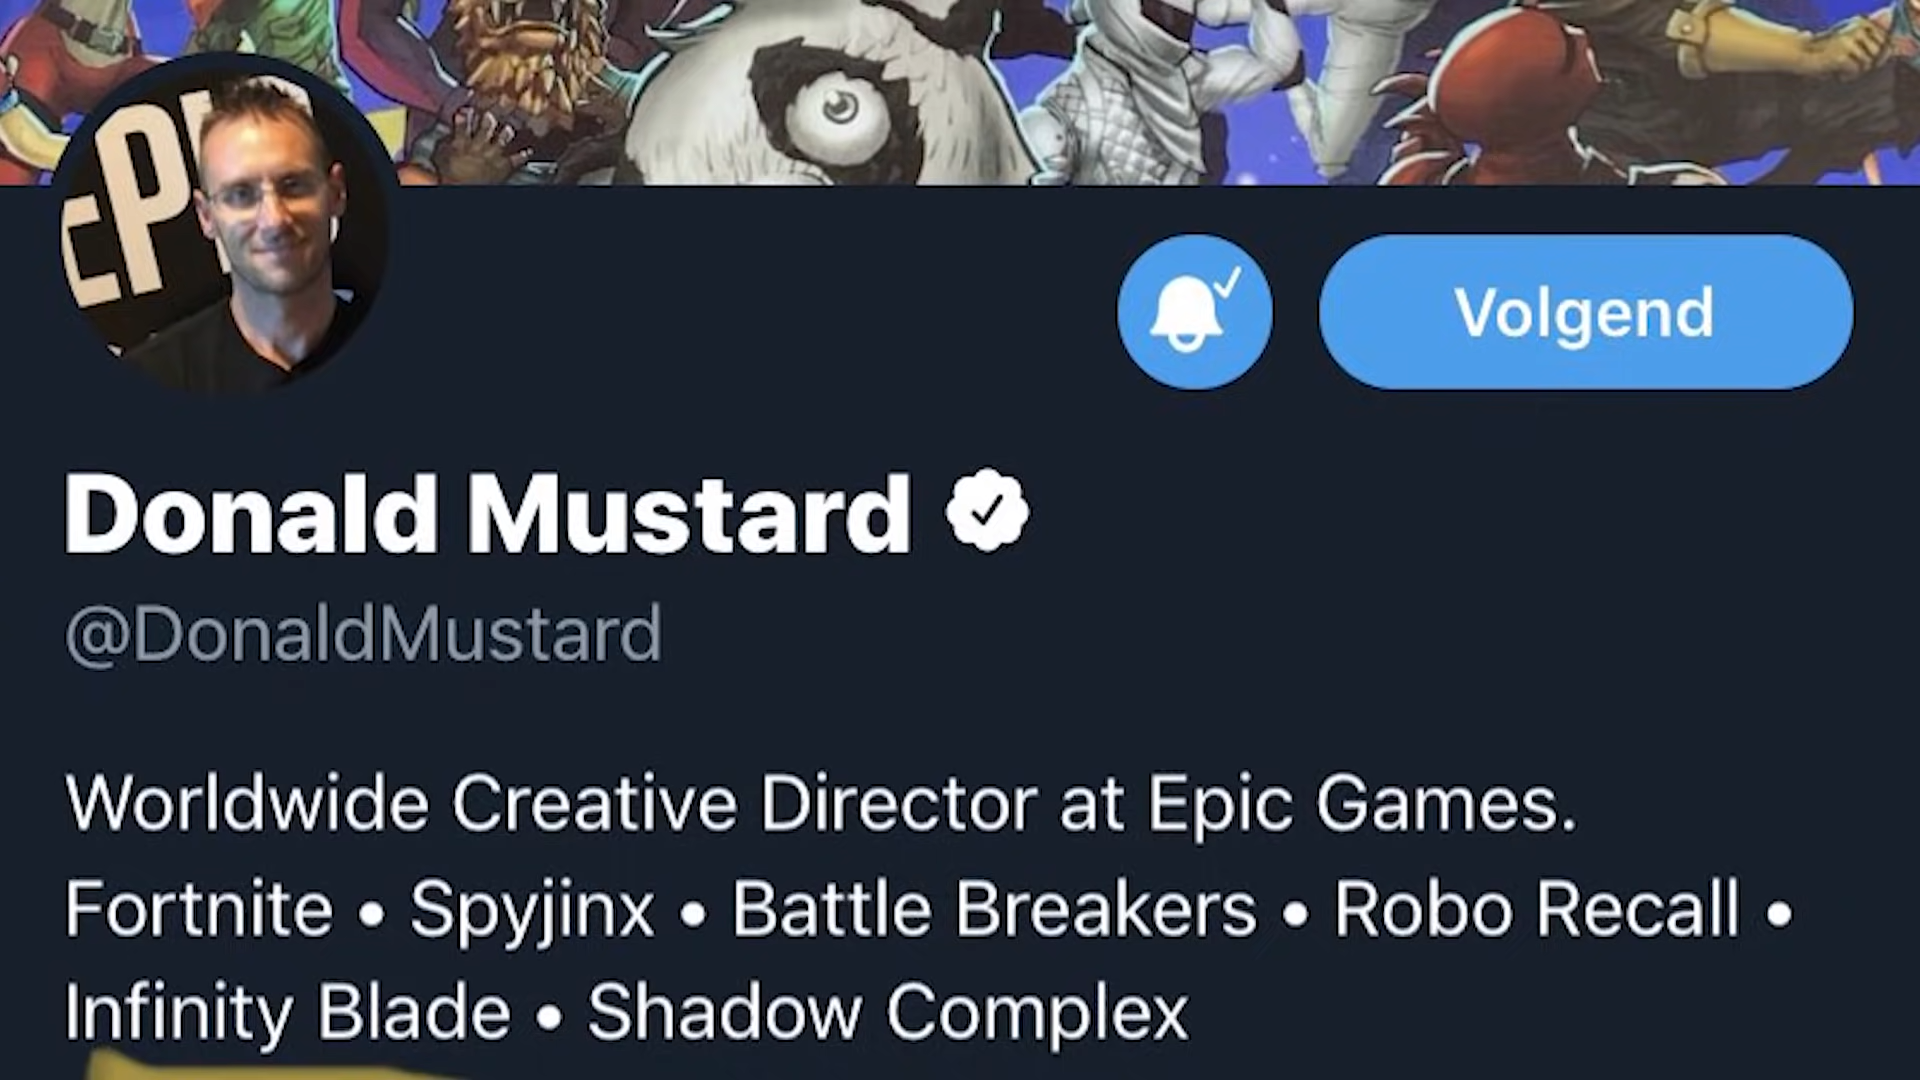 EPI
Volgend
Donald Mustard
@DonaldMustard
Worldwide Creative Director at Epic Games.
Fortnite • Spyjinx • Battle Breakers • Robo Recall •
Infinity Blade • Shadow Complex